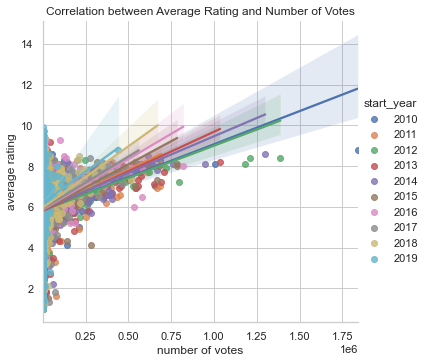 Correlation between Average Rating and Number of Votes
average rating
14
12
10
8
6
4
2
0.25 0.50 0.75 1.00 1.25 1.50 1.75
1e6
number of votes
start_year
2010
2011
2012
2013
2014
2015
2016
2017
2018
2019